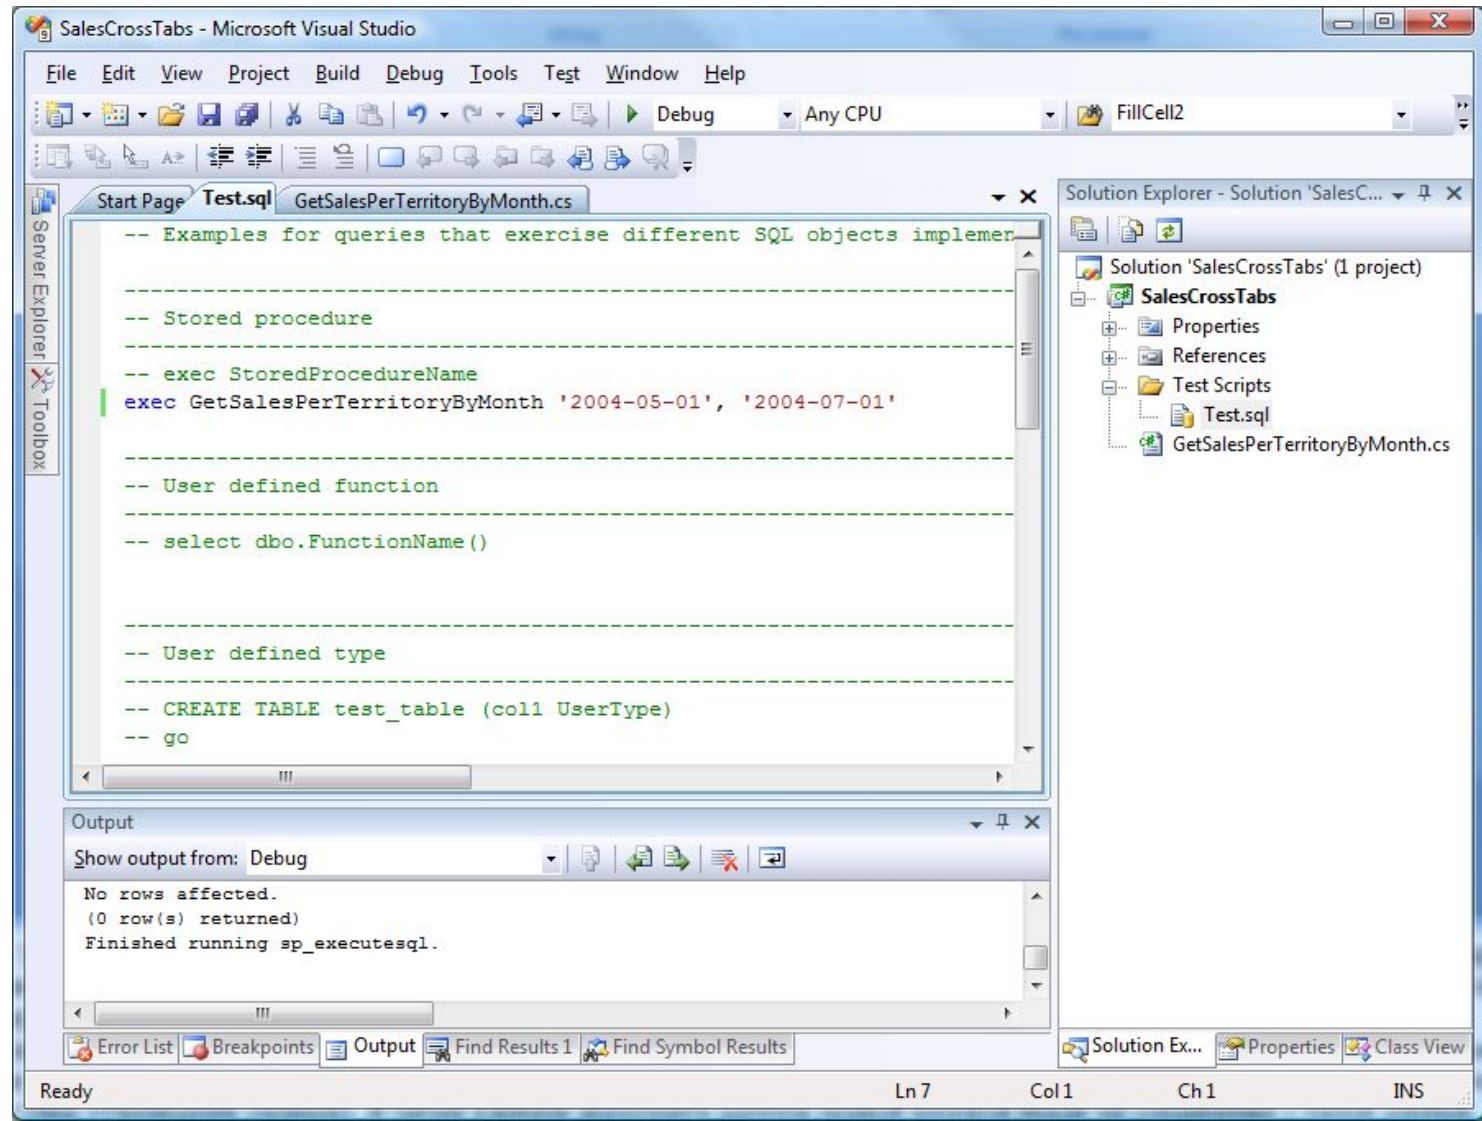 SalesCrossTabs - Microsoft Visual Studio
File Edit View Project Build Debug Tools Test Window Help
Debug Any CPU FillCell2
Start Page Test.sql GetSalesPerTerritoryByMonth.cs
Server Explorer
Toolbox
-- Examples for queries that exercise different SQL objects implemen
--------------------------------------------------------------------
-- Stored procedure
--------------------------------------------------------------------
-- exec StoredProcedureName
exec GetSalesPerTerritoryByMonth '2004-05-01', '2004-07-01'
--------------------------------------------------------------------
-- User defined function
--------------------------------------------------------------------
-- select dbo.FunctionName()
--------------------------------------------------------------------
-- User defined type
--------------------------------------------------------------------
-- CREATE TABLE test_table (col1 UserType)
-- go
Solution Explorer - Solution 'SalesC...
Solution 'SalesCrossTabs' (1 project)
SalesCrossTabs
Properties
References
Test Scripts
Test.sql
GetSalesPerTerritoryByMonth.cs
Output
Show output from: Debug
No rows affected.
(0 row(s) returned)
Finished running sp_executesql.
Error List Breakpoints Output Find Results 1 Find Symbol Results
Solution Ex... Properties Class View
Ready Ln 7 Col 1 Ch 1 INS